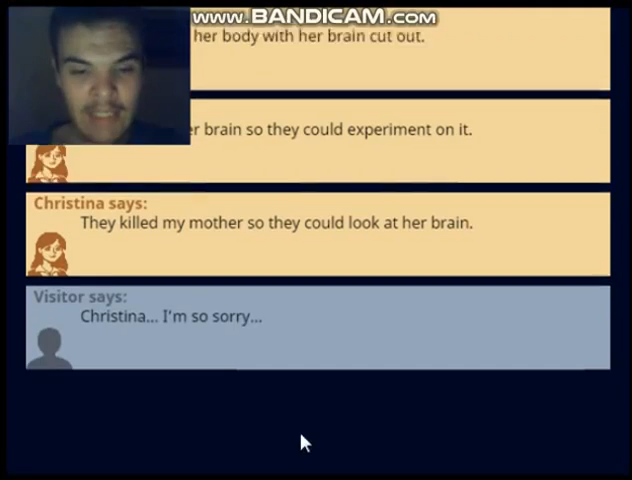 www.BANDICAM.com
her body with her brain cut out.
brain so they could experiment on it.
Christina says:
They killed my mother so they could look at her brain.
Visitor says:
Christina... I'm so sorry...